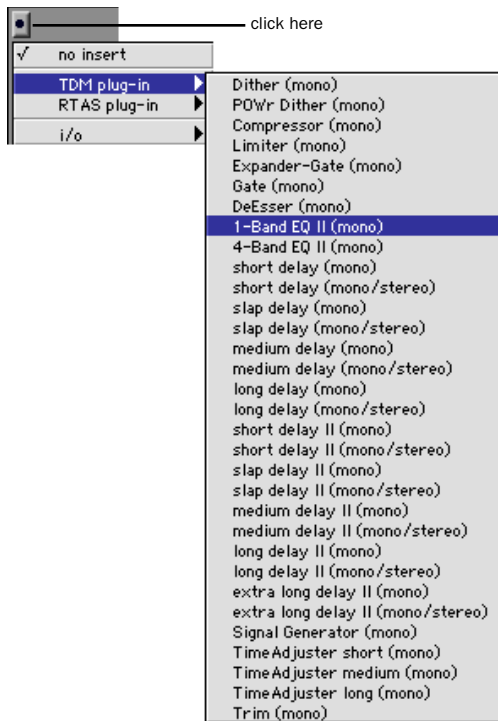 click here
✓ no insert
TDM plug-in
RTAS plug-in
i/o
Dither (mono)
POWr Dither (mono)
Compressor (mono)
Limiter (mono)
Expander-Gate (mono)
Gate (mono)
DeEsser (mono)
1-Band EQ II (mono)
4-Band EQ II (mono)
short delay (mono)
short delay (mono/stereo)
slap delay (mono)
slap delay (mono/stereo)
medium delay (mono)
medium delay (mono/stereo)
long delay (mono)
long delay (mono/stereo)
short delay II (mono)
short delay II (mono/stereo)
slap delay II (mono)
slap delay II (mono/stereo)
medium delay II (mono)
medium delay II (mono/stereo)
long delay II (mono)
long delay II (mono/stereo)
extra long delay II (mono)
extra long delay II (mono/stereo)
Signal Generator (mono)
TimeAdjuster short (mono)
TimeAdjuster medium (mono)
TimeAdjuster long (mono)
Trim (mono)